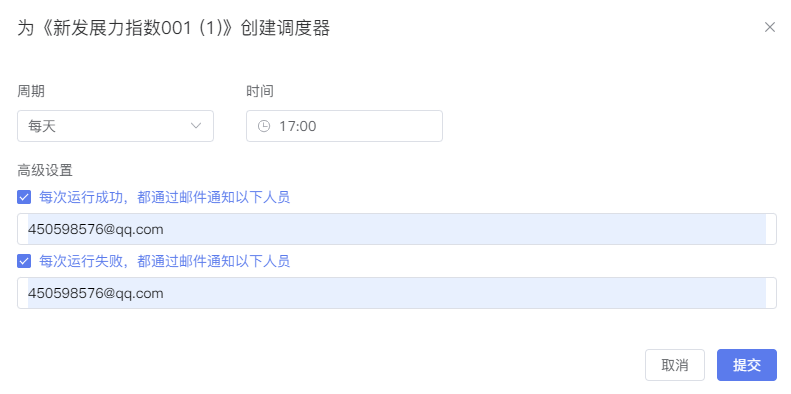 为《新发展力指数001 (1)》创建调度器
周期
时间
每天
17:00
高级设置
每次运行成功，都通过邮件通知以下人员
450598576@qq.com
每次运行失败，都通过邮件通知以下人员
450598576@qq.com
取消
提交